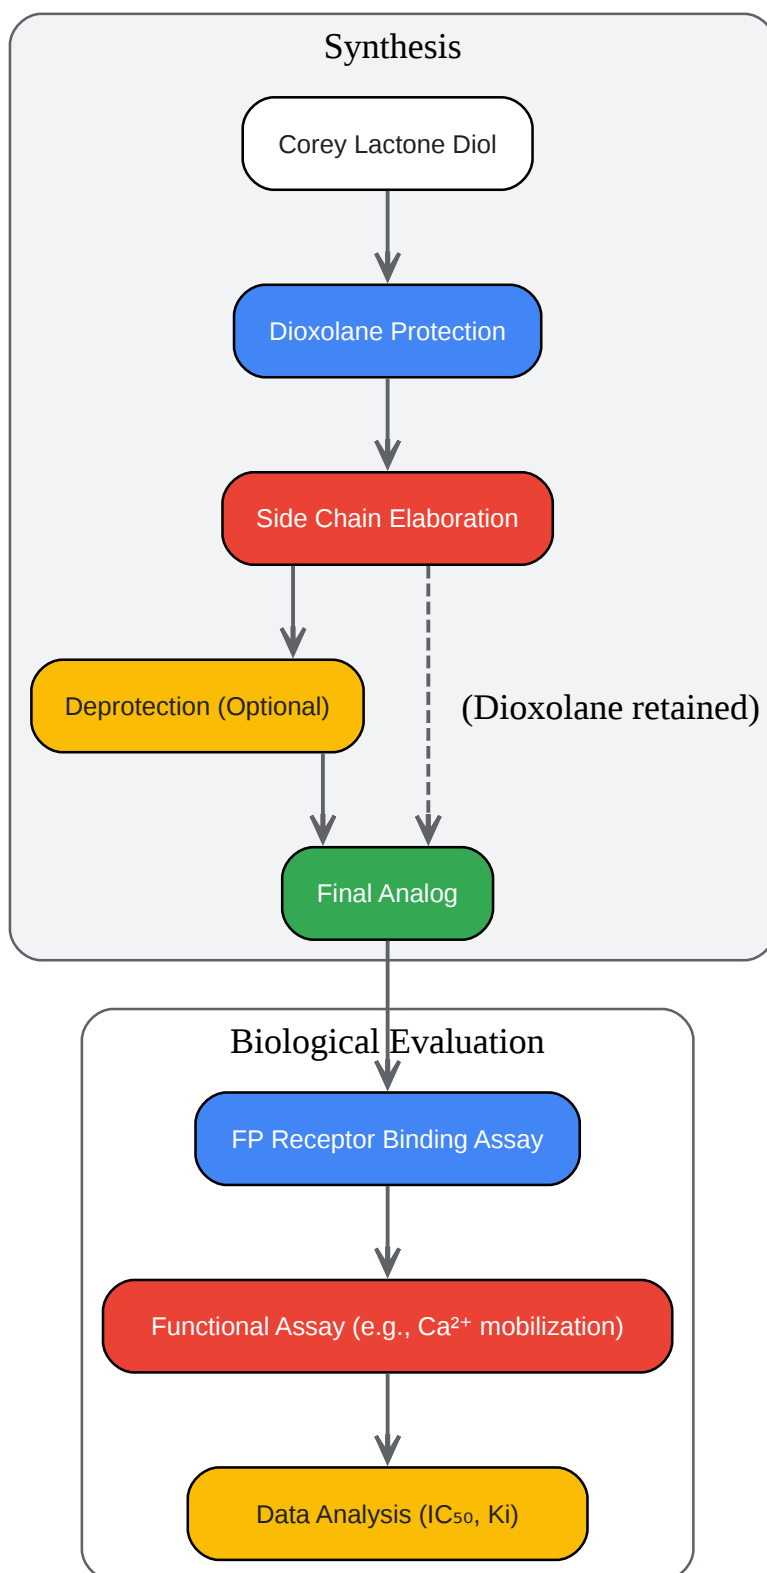 Synthesis
Corey Lactone Diol
Dioxolane Protection
Side Chain Elaboration
Deprotection (Optional)
(Dioxolane retained)
Final Analog
Biological Evaluation
FP Receptor Binding Assay
Functional Assay (e.g., Ca²⁺ mobilization)
Data Analysis (IC₅₀, Ki)